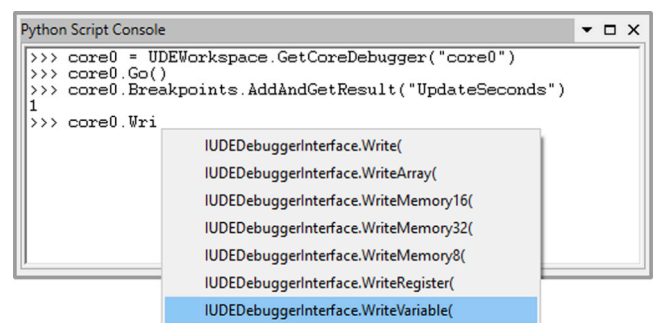 Python Script Console
>>> core0 = UDEWorkspace.GetCoreDebugger("core0")
>>> core0.Go()
>>> core0.Breakpoints.AddAndGetResult("UpdateSeconds")
1
>>> core0.Wri
IUDEDebuggerInterface.Write(
IUDEDebuggerInterface.WriteArray(
IUDEDebuggerInterface.WriteMemory16(
IUDEDebuggerInterface.WriteMemory32(
IUDEDebuggerInterface.WriteMemory8(
IUDEDebuggerInterface.WriteRegister(
IUDEDebuggerInterface.WriteVariable(